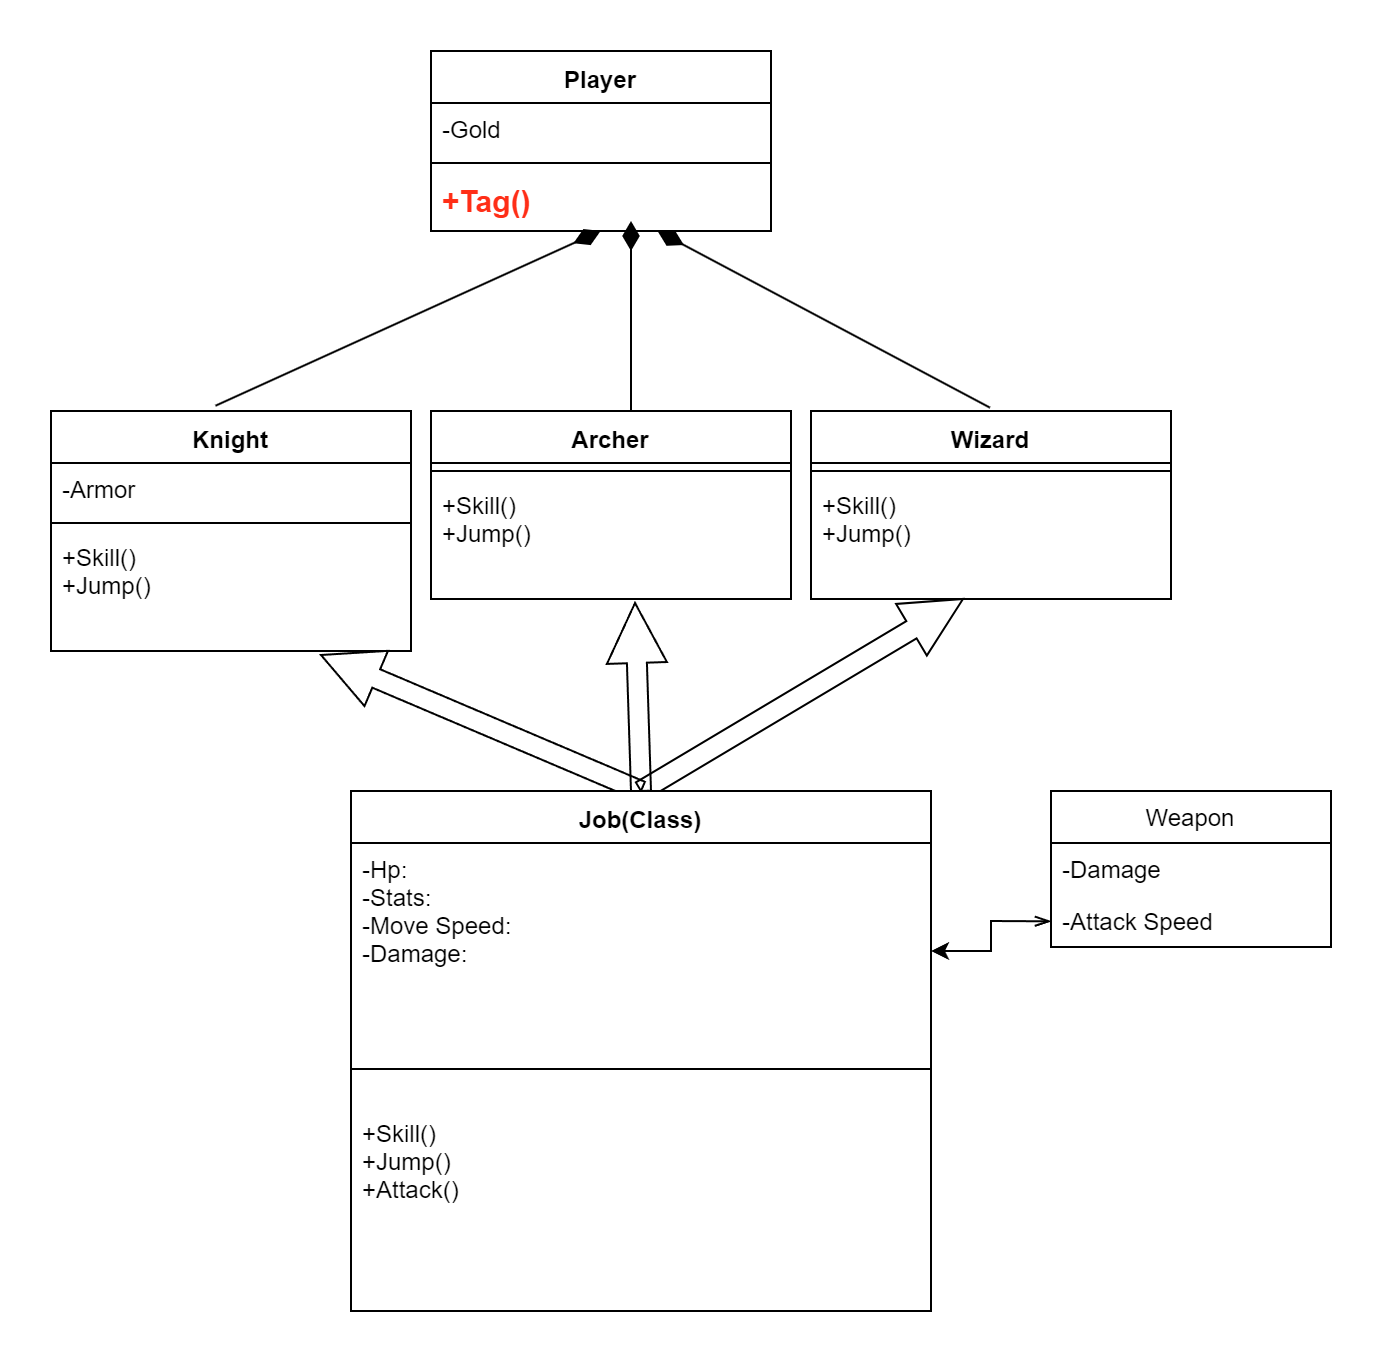 Player
-Gold
+Tag()
Knight
-Armor
+Skill()
+Jump()
Archer
+Skill()
+Jump()
Wizard
+Skill()
+Jump()
Job(Class)
-Hp:
-Stats:
-Move Speed:
-Damage:
+Skill()
+Jump()
+Attack()
Weapon
-Damage
-Attack Speed